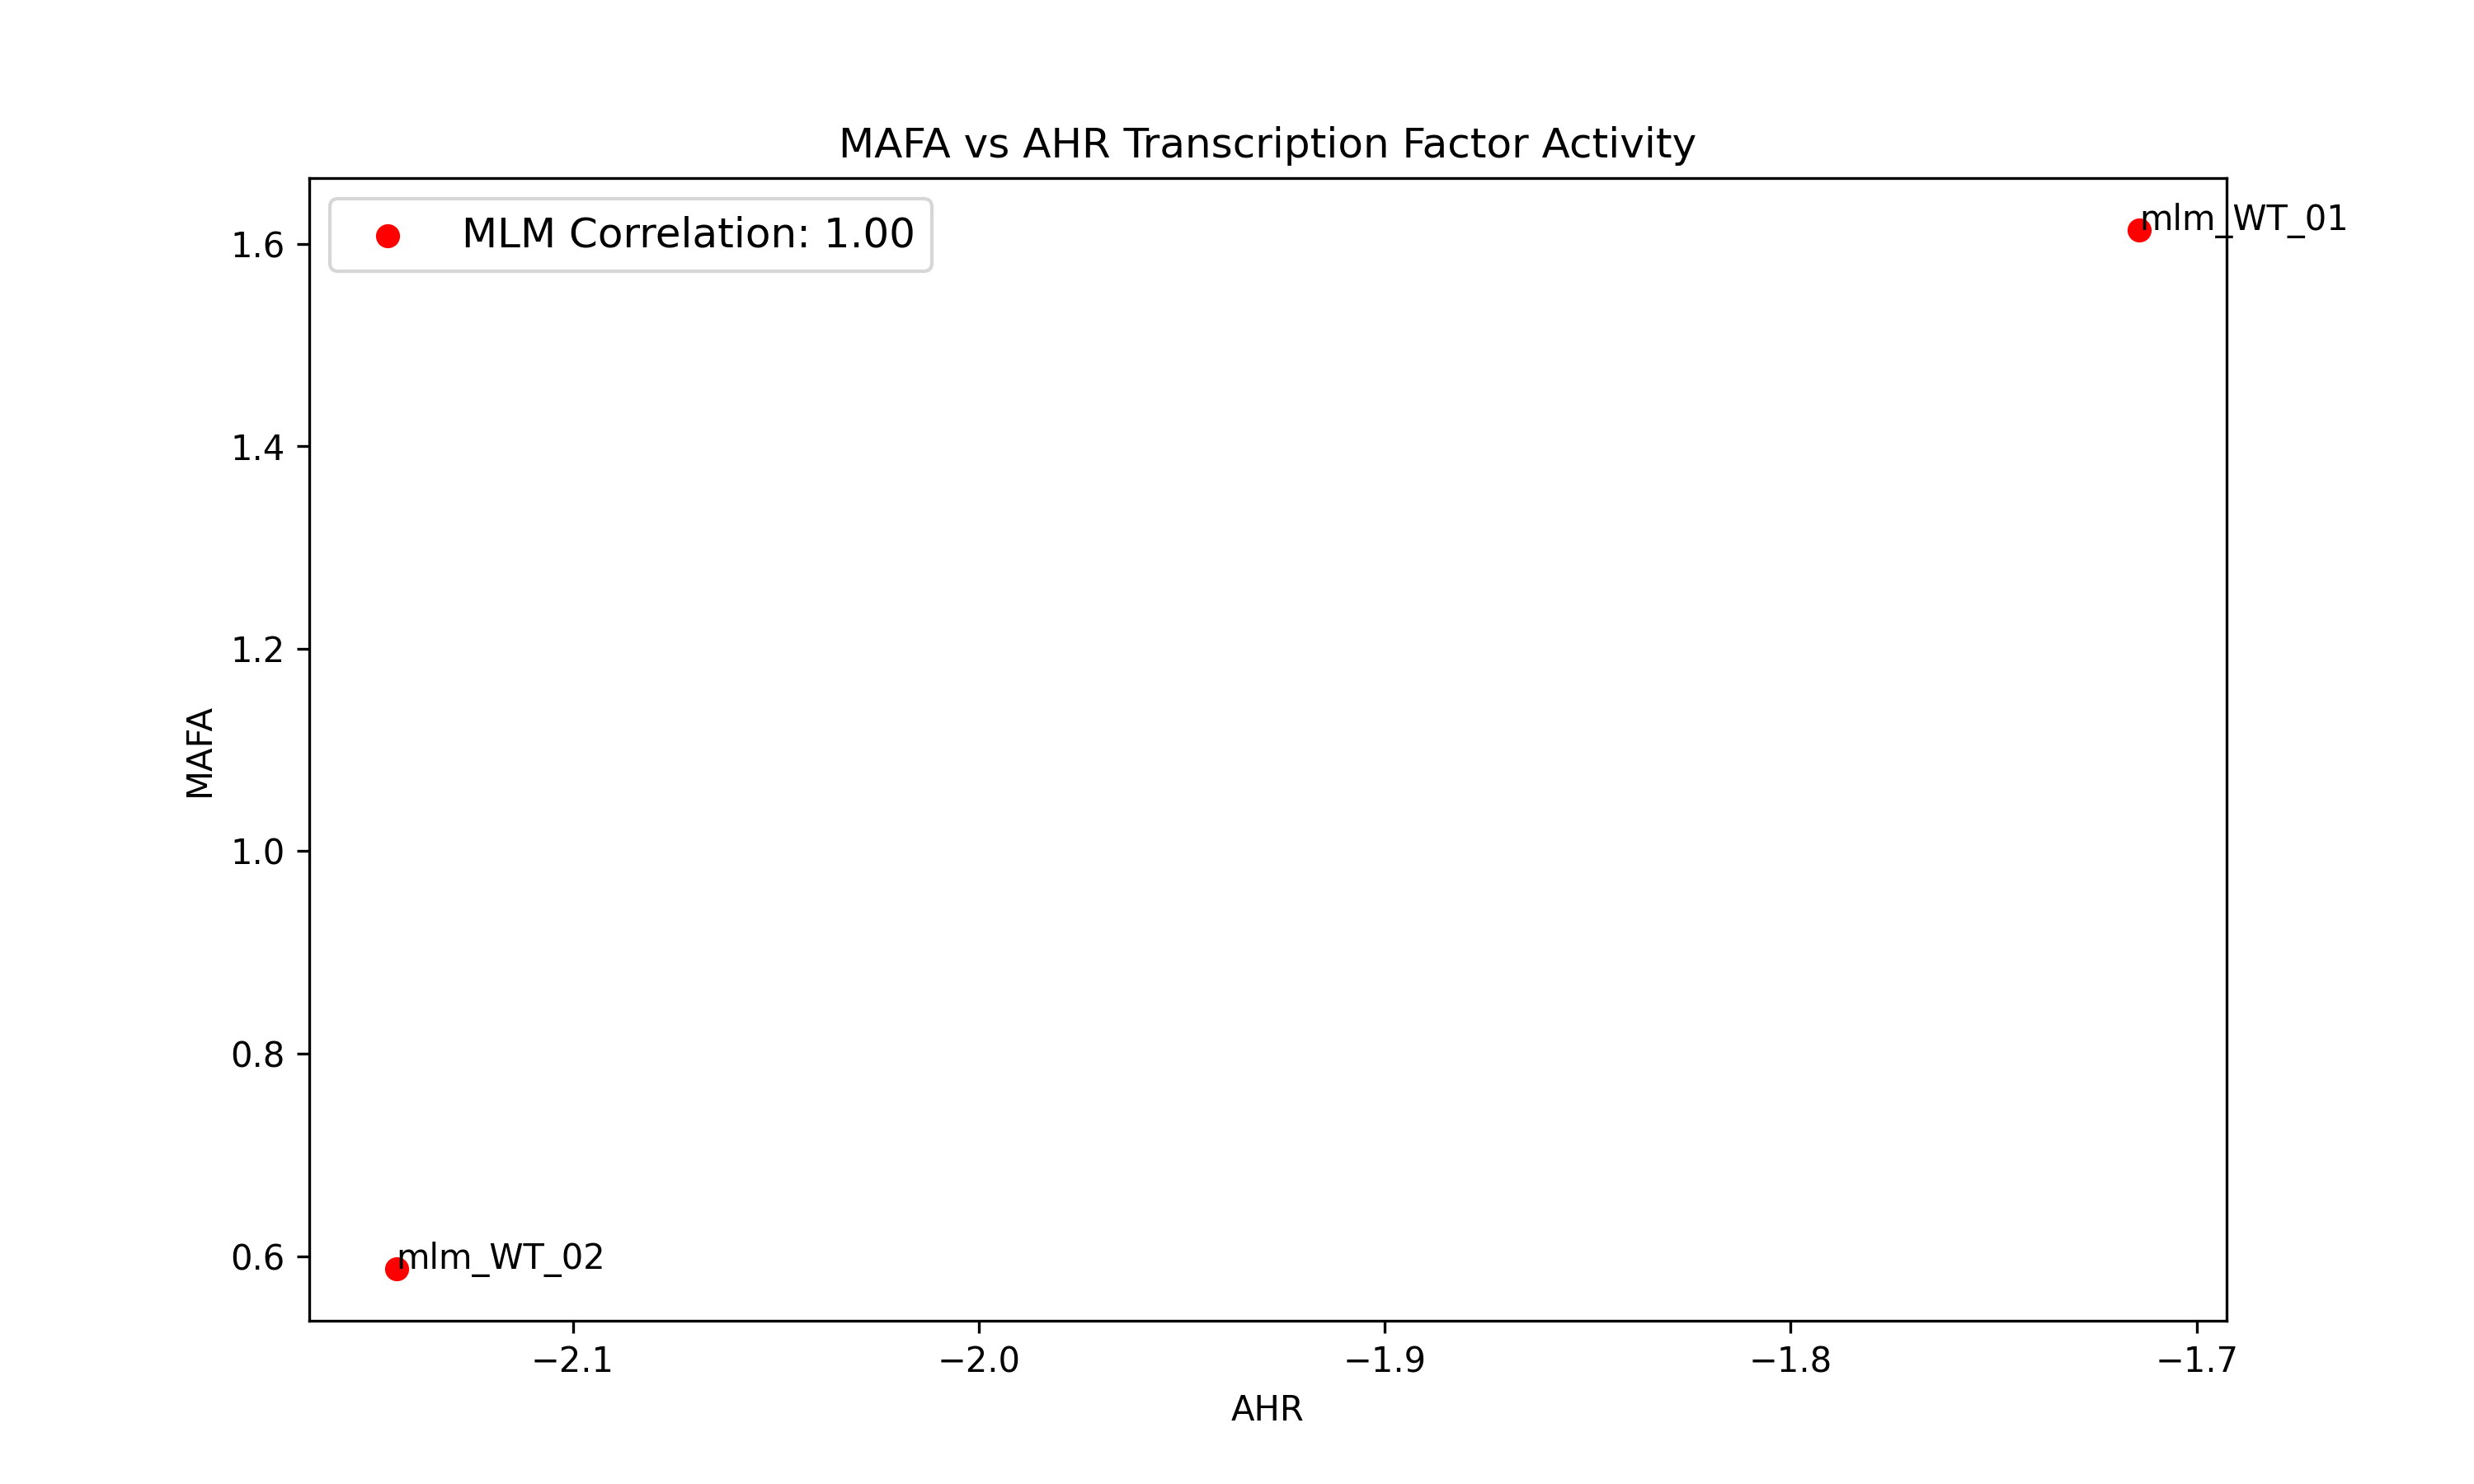 MAFA vs AHR Transcription Factor Activity
MLM Correlation: 1.00
mlm_WT_01
1.6
1.4
1.2
1.0
0.8
0.6
MAFA
mlm_WT_02
−2.1
−2.0
−1.9
−1.8
−1.7
AHR